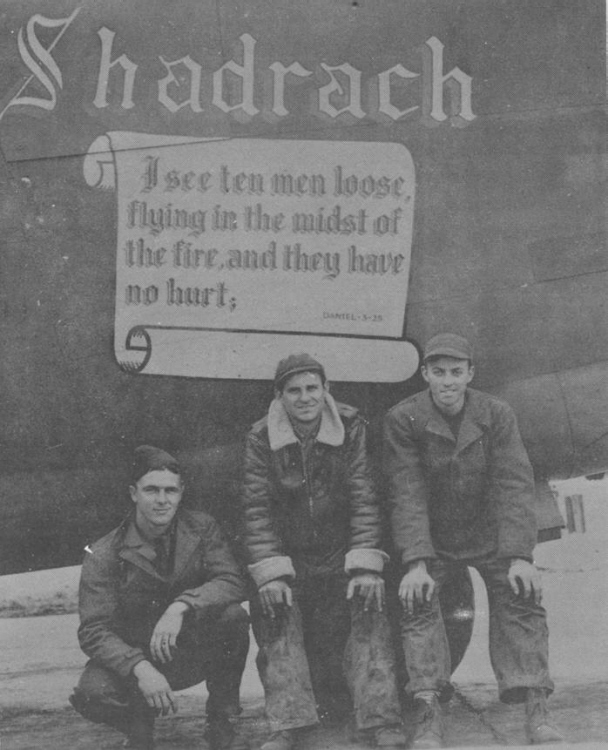 Shadrach
I see ten men loose,
flying in the midst of
the fire, and they have
no hurt;
DANIEL-3-25